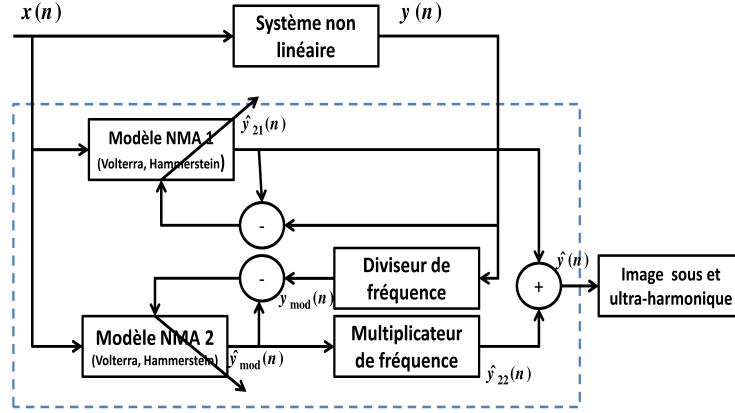 x(n)
Système non
linéaire
y(n)
Modèle NMA 1
(Volterra, Hammerstein)
ŷ21(n)
-
-
Diviseur de
fréquence
ymod(n)
ŷ(n)
+
Image sous et
ultra-harmonique
Modèle NMA 2
(Volterra, Hammerstein)
ŷmod(n)
Multiplicateur
de fréquence
ŷ22(n)